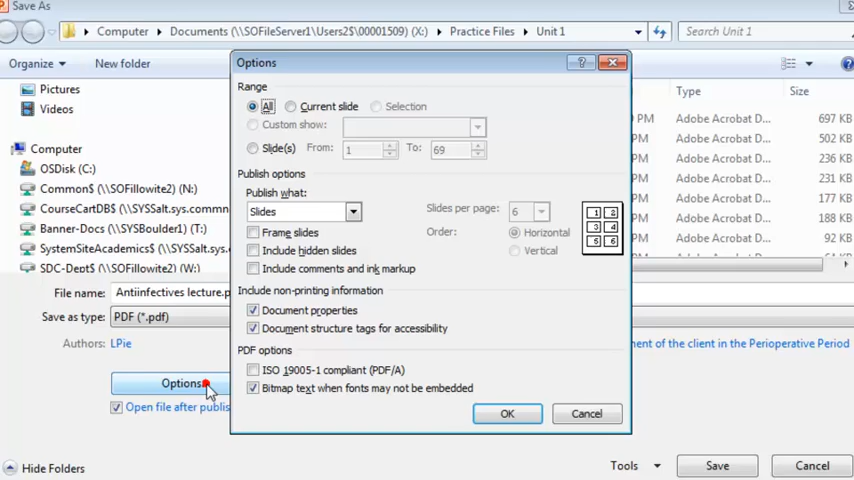 Save As
Computer Documents (\\SOFileServer1\Users2$\00001509) (X:) Practice Files Unit 1 Search Unit 1
Organize New folder
Options
Pictures
Videos
Computer
OSDisk (C:)
Common$ (\\SOFillowite2) (N:)
CourseCartDB(\\SYSSalt.sys.commn
Banner-Docs (\\SYSBoulder1) (T:)
SystemSiteAcademics$ (\\SYSSalt.s
SDC-Dept$ (\\SOFillowite2) (W:)
Range
All Current slide Selection
Custom show:
Slide(s) From: 1 To: 69
Publish options
Publish what:
Slides
Slides per page: 6
Order: Horizontal
Vertical
1 2
3 4
5 6
Frame slides
Include hidden slides
Include comments and ink markup
Include non-printing information
Document properties
Document structure tags for accessibility
PDF options
ISO 19005-1 compliant (PDF/A)
Bitmap text when fonts may not be embedded
OK Cancel
Type Size
PM Adobe Acrobat D... 697 KB
PM Adobe Acrobat D... 502 KB
PM Adobe Acrobat D... 236 KB
PM Adobe Acrobat D... 231 KB
PM Adobe Acrobat D... 177 KB
PM Adobe Acrobat D... 218 KB
PM Adobe Acrobat D... 92 KB
File name: Antiinfectives lecture.p
Save as type: PDF (*.pdf)
Authors: LPie
ment of the client in the Perioperative Period
Options
Open file after publis
Hide Folders
Tools Save Cancel